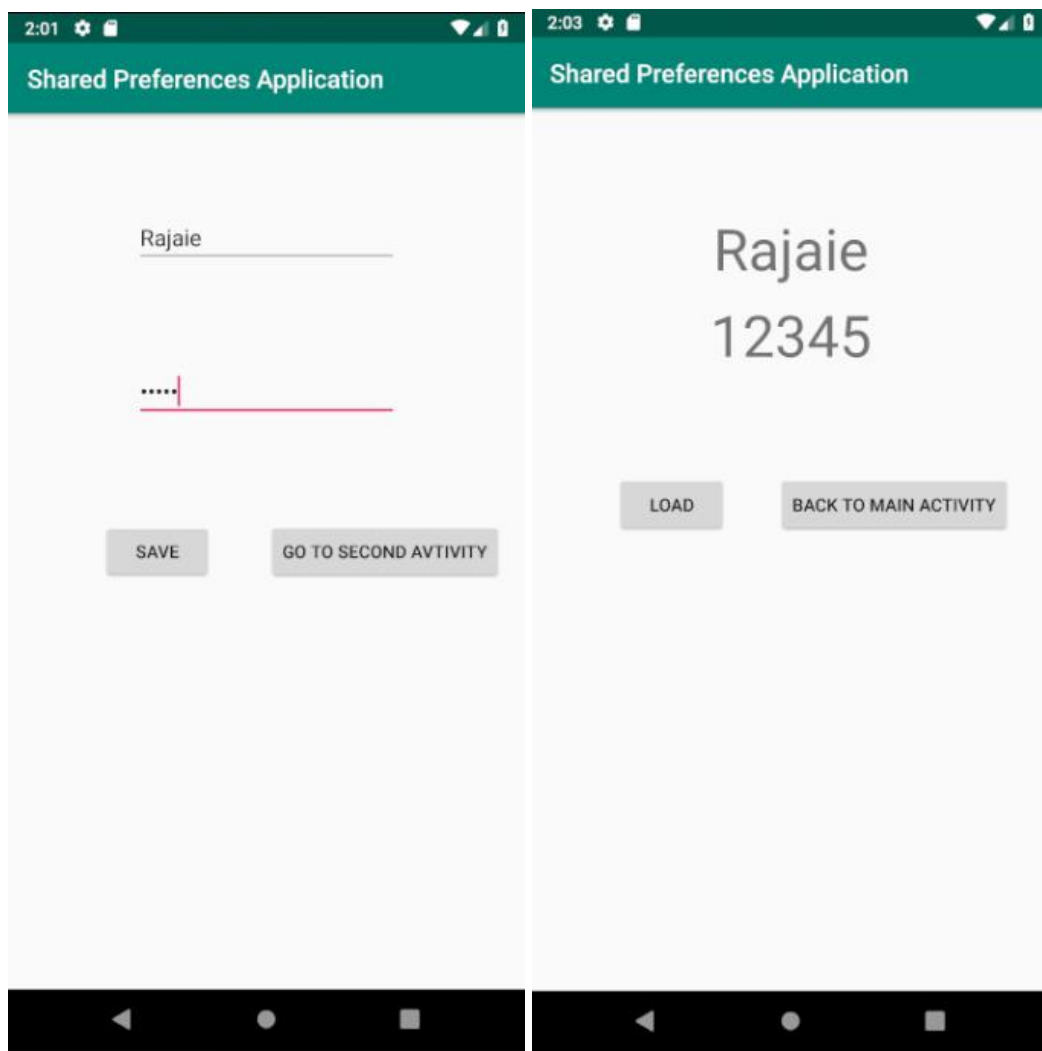 2:01
Shared Preferences Application
Rajaie
•••••
SAVE
GO TO SECOND AVTIVITY
2:03
Shared Preferences Application
Rajaie
12345
LOAD
BACK TO MAIN ACTIVITY